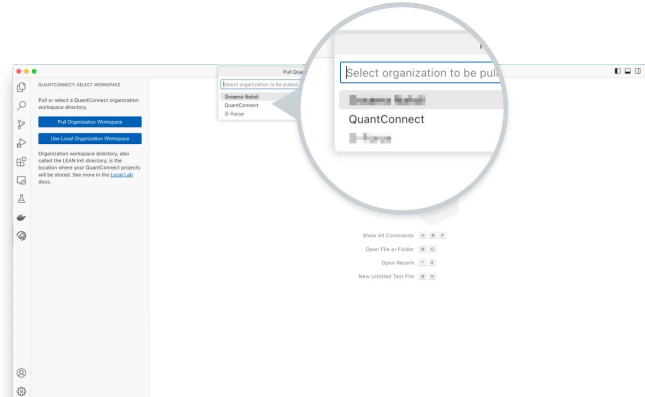 QUANTCONNECT: SELECT WORKSPACE
Pull or select a QuantConnect organization
workspace directory.
Pull Organization Workspace
Use Local Organization Workspace
Organization workspace directory, also
called the LEAN Init directory, is the
location where your QuantConnect projects
will be stored. See more in the Local Lab
docs.
Pull Qua
Select organization to be pulled
QuantConnect
Select organization to be pull
QuantConnect
Show All Commands ⇧ ⌘ P
Open File or Folder ⌘ O
Open Recent ⌃ R
New Untitled Text File ⌘ N